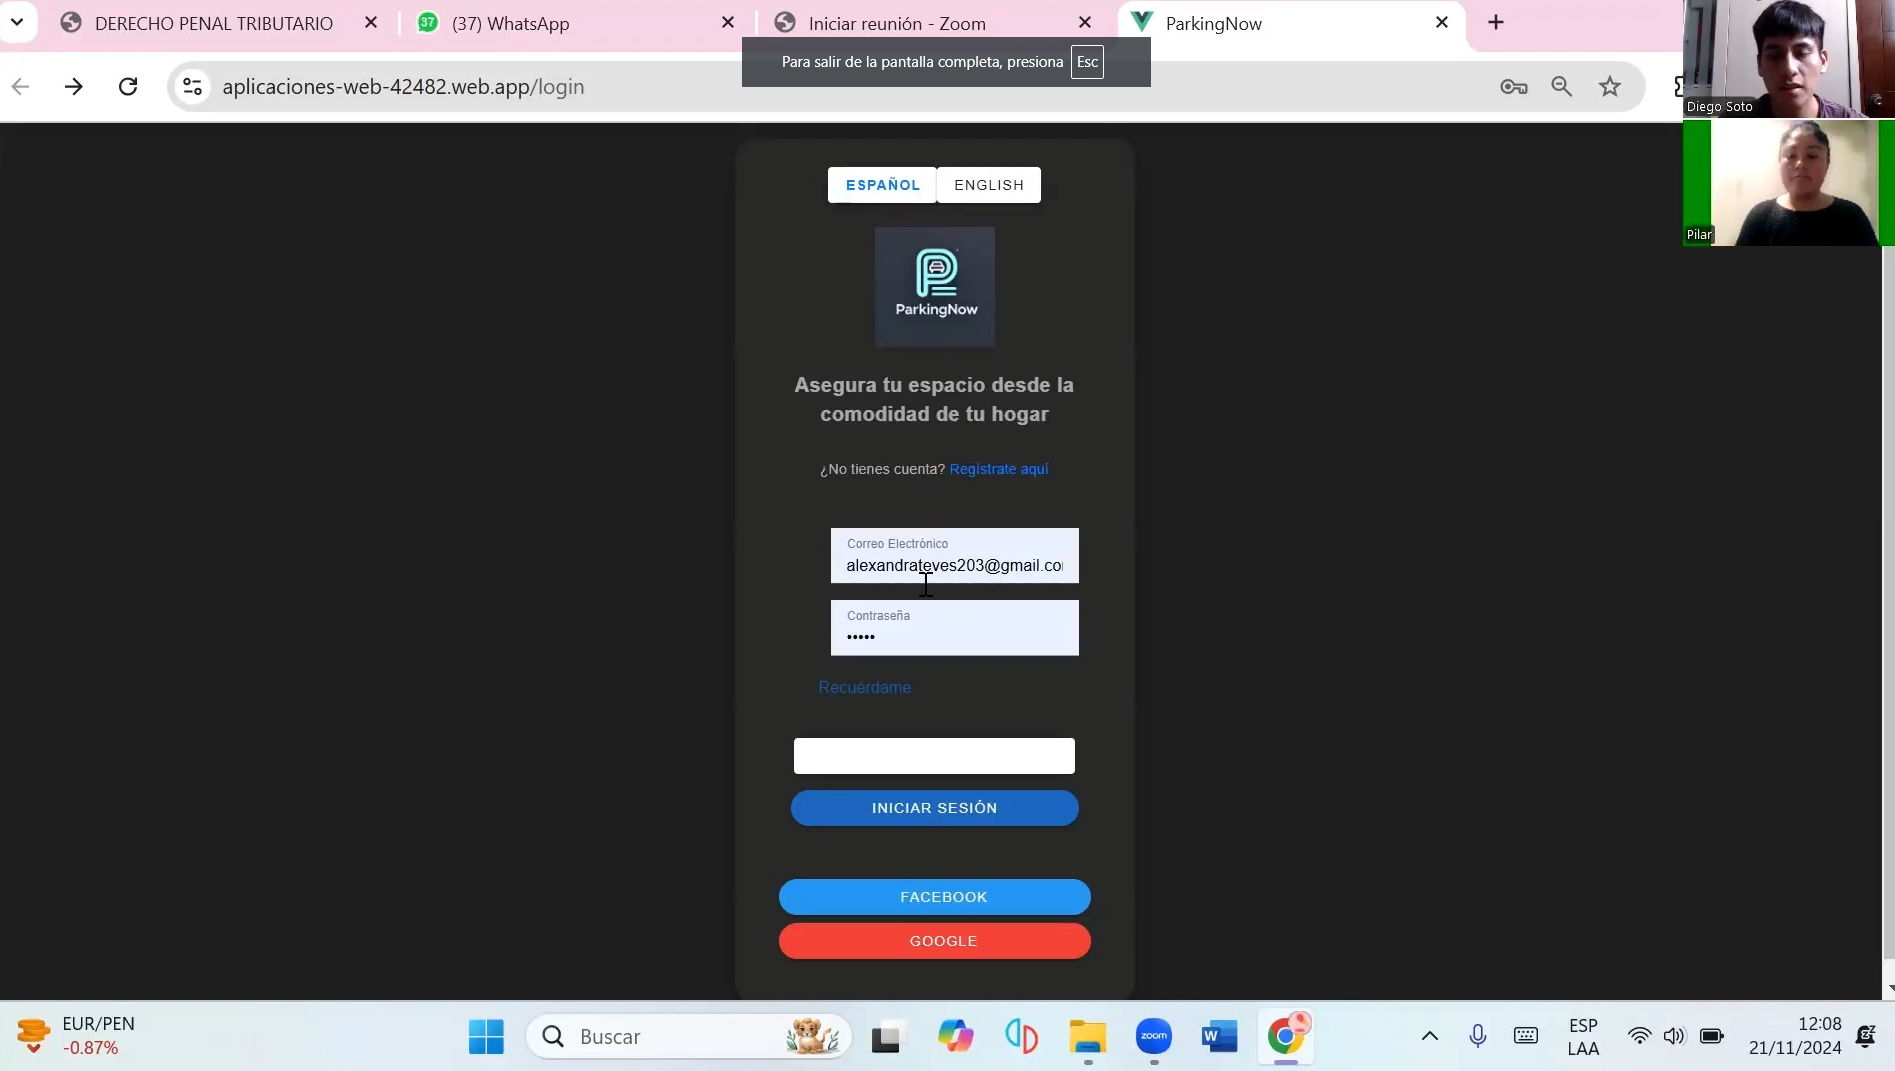 DERECHO PENAL TRIBUTARIO
37
(37) WhatsApp
Iniciar reunión - Zoom
ParkingNow
Para salir de la pantalla completa, presiona Esc
aplicaciones-web-42482.web.app/login
Diego Soto
Pilar
ESPAÑOL
ENGLISH
ParkingNow
Asegura tu espacio desde la
comodidad de tu hogar
¿No tienes cuenta? Regístrate aquí
Correo Electrónico
alexandrateves203@gmail.co
Contraseña
•••••
Recuérdame
INICIAR SESIÓN
FACEBOOK
GOOGLE
EUR/PEN
-0.87%
Buscar
zoom
W
ESP
LAA
12:08
21/11/2024